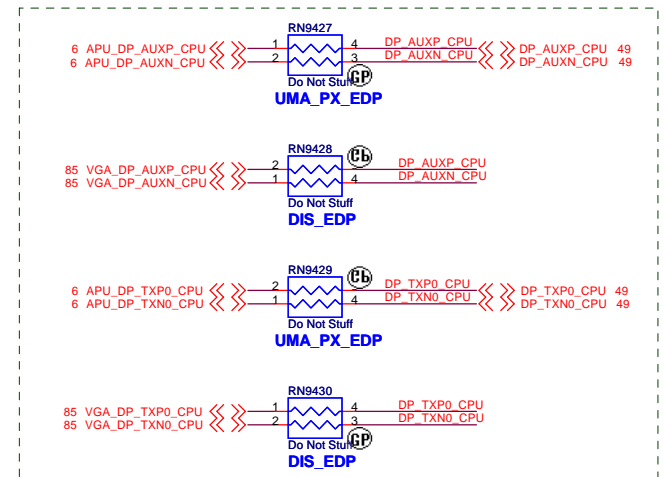 RN9427
6 APU_DP_AUXP_CPU 1 4 DP_AUXP_CPU DP_AUXP_CPU 49
6 APU_DP_AUXN_CPU 2 3 DP_AUXN_CPU DP_AUXN_CPU 49
Do Not Stuff GP
UMA_PX_EDP
RN9428
85 VGA_DP_AUXP_CPU 2 3 DP_AUXP_CPU
85 VGA_DP_AUXN_CPU 1 4 DP_AUXN_CPU
Do Not Stuff
DIS_EDP
RN9429
6 APU_DP_TXP0_CPU 2 3 DP_TXP0_CPU DP_TXP0_CPU 49
6 APU_DP_TXN0_CPU 1 4 DP_TXN0_CPU DP_TXN0_CPU 49
Do Not Stuff
UMA_PX_EDP
RN9430
85 VGA_DP_TXP0_CPU 1 4 DP_TXP0_CPU
85 VGA_DP_TXN0_CPU 2 3 DP_TXN0_CPU
Do Not Stuff GP
DIS_EDP